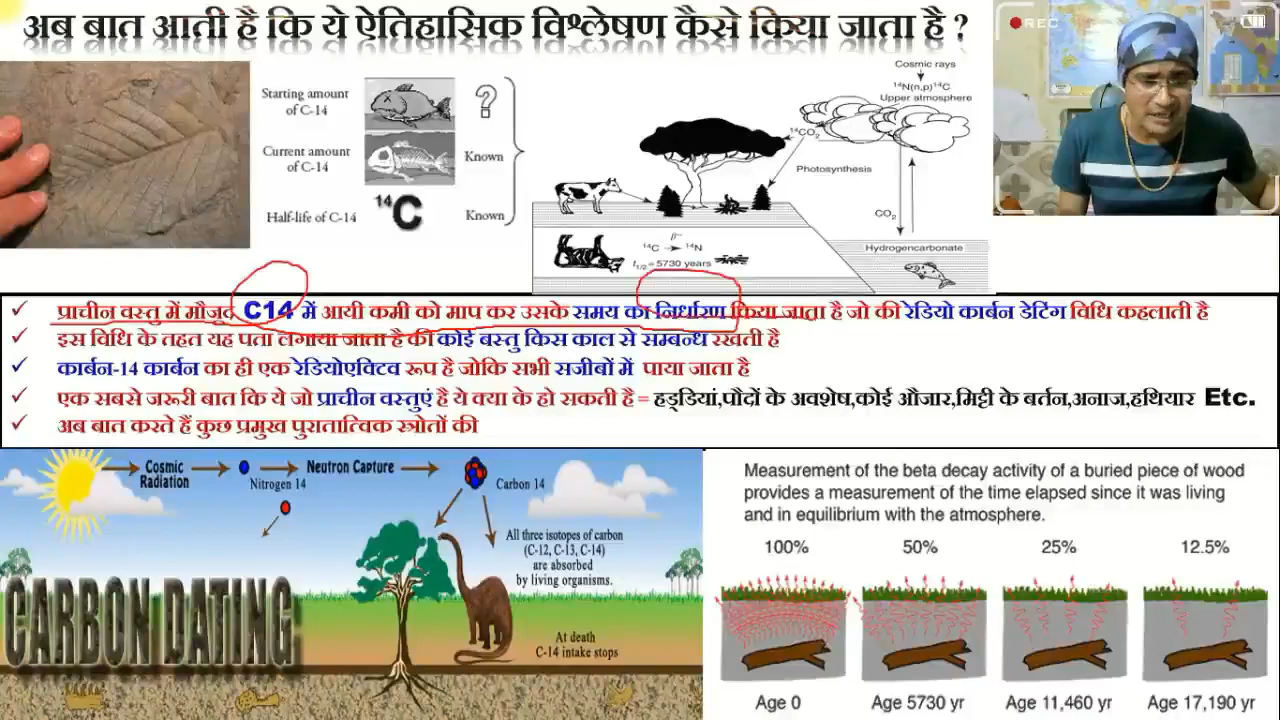 अब बात आती है कि ये ऐतिहासिक विश्लेषण कैसे किया जाता है ?
REC
Starting amount
of C-14
?
Current amount
of C-14
Known
Half-life of C-14
¹⁴C
Known
Cosmic rays
¹⁴N(n,p)¹⁴C
Upper atmosphere
¹⁴CO₂
Photosynthesis
CO₂
β⁻
¹⁴C → ¹⁴N
t₁/₂ = 5730 years
Hydrogencarbonate
प्राचीन वस्तु में मौजूद C14 में आयी कमी को माप कर उसके समय का निर्धारण किया जाता है जो की रेडियो कार्बन डेटिंग विधि कहलाती है
इस विधि के तहत यह पता लगाया जाता है की कोई बस्तु किस काल से सम्बन्ध रखती है
कार्बन-14 कार्बन का ही एक रेडियोएक्टिव रूप है जोकि सभी सजीबों में पाया जाता है
एक सबसे जरूरी बात कि ये जो प्राचीन वस्तुएं है ये क्या के हो सकती है = हड्डियां,पौदों के अवशेष,कोई औजार,मिट्टी के बर्तन,अनाज,हथियार Etc.
अब बात करते हैं कुछ प्रमुख पुरातात्विक स्त्रोतों की
Cosmic
Radiation
Nitrogen 14
Neutron Capture
Carbon 14
All three isotopes of carbon
(C-12, C-13, C-14)
are absorbed
by living organisms.
CARBON DATING
At death
C-14 intake stops
Measurement of the beta decay activity of a buried piece of wood
provides a measurement of the time elapsed since it was living
and in equilibrium with the atmosphere.
100% 50% 25% 12.5%
Age 0 Age 5730 yr Age 11,460 yr Age 17,190 yr